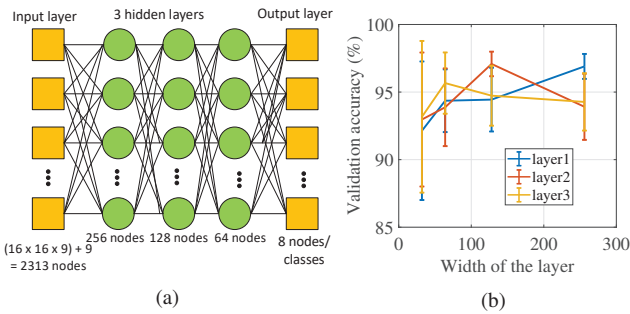 Input layer
3 hidden layers
Output layer
256 nodes
128 nodes
64 nodes
8 nodes/
classes
(16 x 16 x 9) + 9
= 2313 nodes
(a)
Validation accuracy (%)
100
95
90
85
0
100
200
300
layer1
layer2
layer3
Width of the layer
(b)